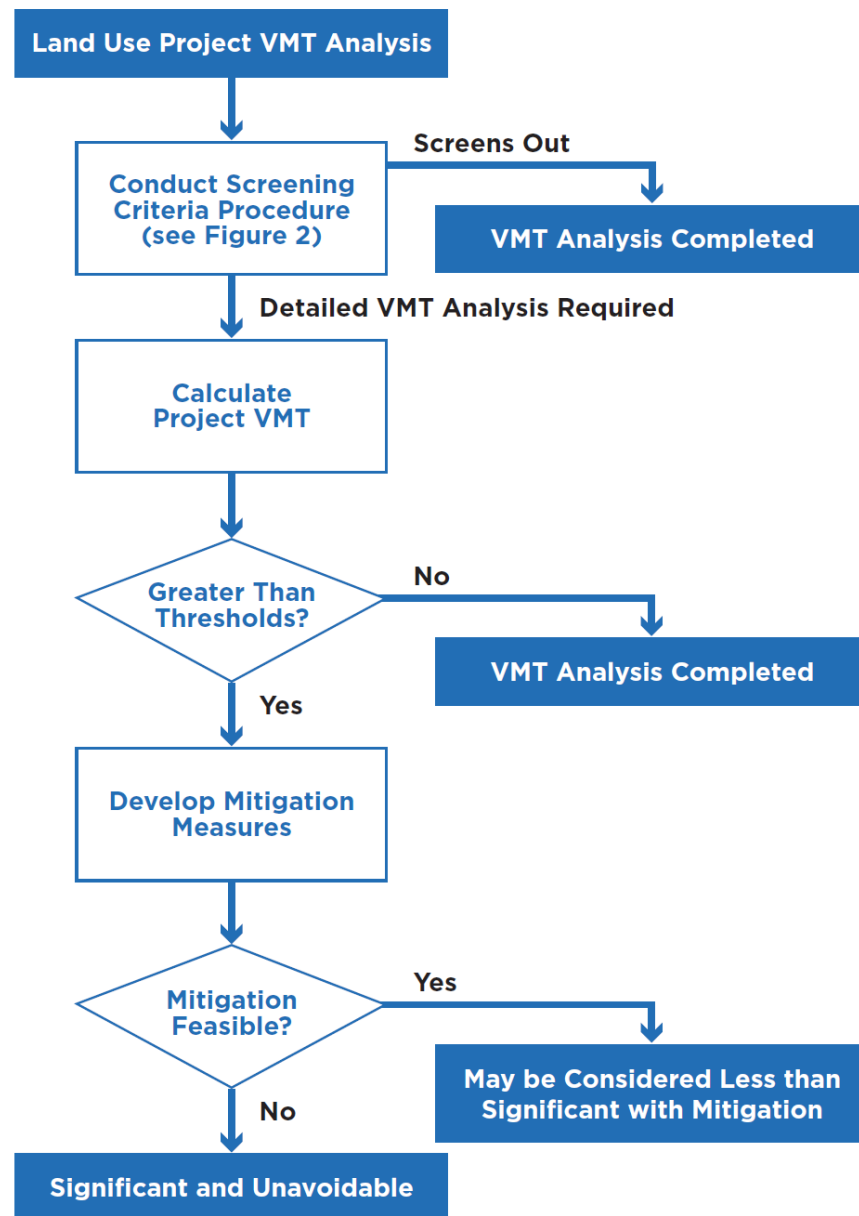 Land Use Project VMT Analysis
Screens Out
Conduct Screening
Criteria Procedure
(see Figure 2)
VMT Analysis Completed
Detailed VMT Analysis Required
Calculate
Project VMT
Greater Than
Thresholds?
No
VMT Analysis Completed
Yes
Develop Mitigation
Measures
Mitigation
Feasible?
Yes
May be Considered Less than
Significant with Mitigation
No
Significant and Unavoidable